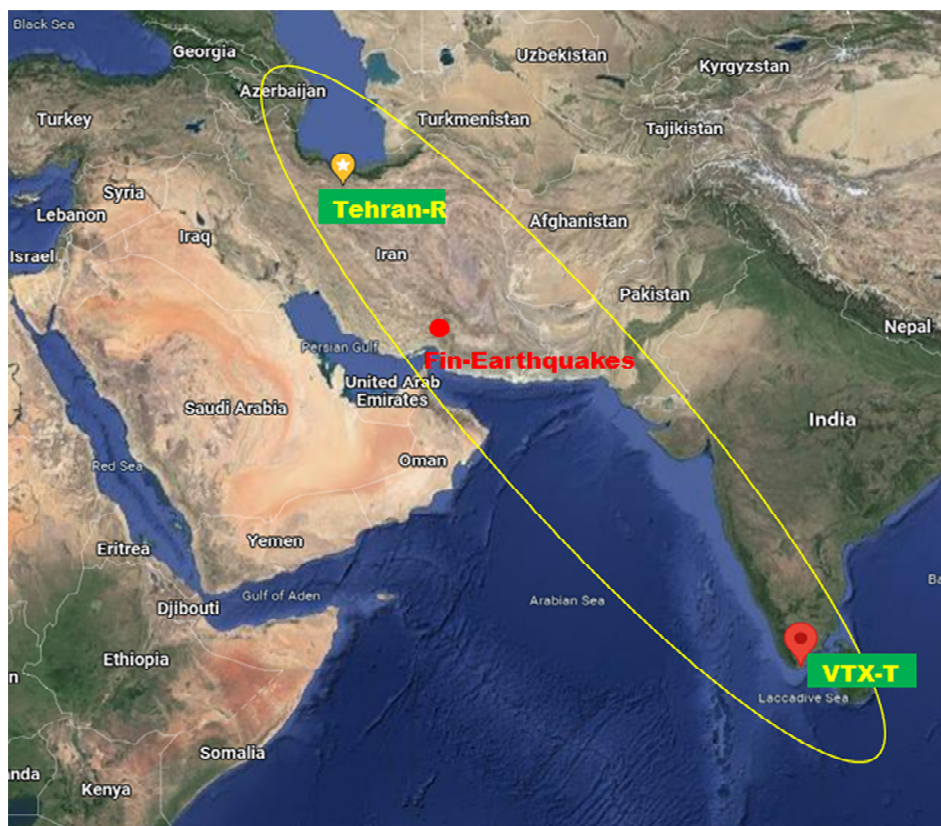 Black Sea
Georgia
Uzbekistan
Kyrgyzstan
Azerbaijan
Turkey
Turkmenistan
Tajikistan
Syria
Tehran-R
Lebanon
Afghanistan
Iraq
Iran
Israel
Pakistan
Nepal
Persian Gulf
Fin-Earthquakes
United Arab
Emirates
Saudi Arabia
India
Oman
Red Sea
Yemen
Eritrea
Ba
Gulf of Aden
Arabian Sea
Djibouti
Ethiopia
n
VTX-T
Laccadive Sea
Somalia
anda
Kenya